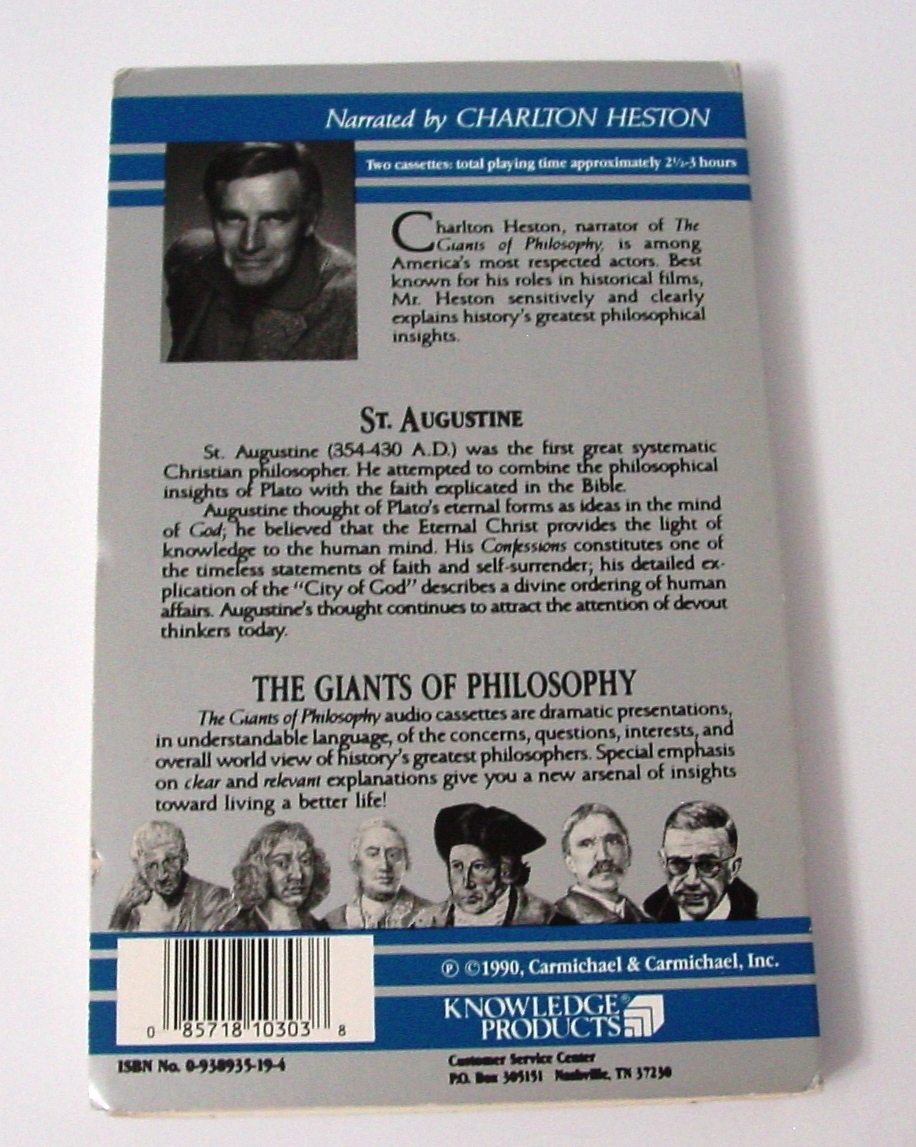 Narrated by CHARLTON HESTON
Two cassettes: total playing time approximately 2½-3 hours
Charlton Heston, narrator of The
Giants of Philosophy, is among
America's most respected actors. Best
known for his roles in historical films,
Mr. Heston sensitively and clearly
explains history's greatest philosophical
insights.
ST. AUGUSTINE
St. Augustine (354-430 A.D.) was the first great systematic
Christian philosopher. He attempted to combine the philosophical
insights of Plato with the faith explicated in the Bible.
Augustine thought of Plato's eternal forms as ideas in the mind
of God; he believed that the Eternal Christ provides the light of
knowledge to the human mind. His Confessions constitutes one of
the timeless statements of faith and self-surrender; his detailed ex-
plication of the "City of God" describes a divine ordering of human
affairs. Augustine's thought continues to attract the attention of devout
thinkers today.
THE GIANTS OF PHILOSOPHY
The Giants of Philosophy audio cassettes are dramatic presentations,
in understandable language, of the concerns, questions, interests, and
overall world view of history's greatest philosophers. Special emphasis
on clear and relevant explanations give you a new arsenal of insights
toward living a better life!
℗ ©1990, Carmichael & Carmichael, Inc.
KNOWLEDGE®
PRODUCTS
0 85718 10303 8
ISBN No. 0-938935-19-4
Customer Service Center
P.O. Box 305151 Nashville, TN 37230